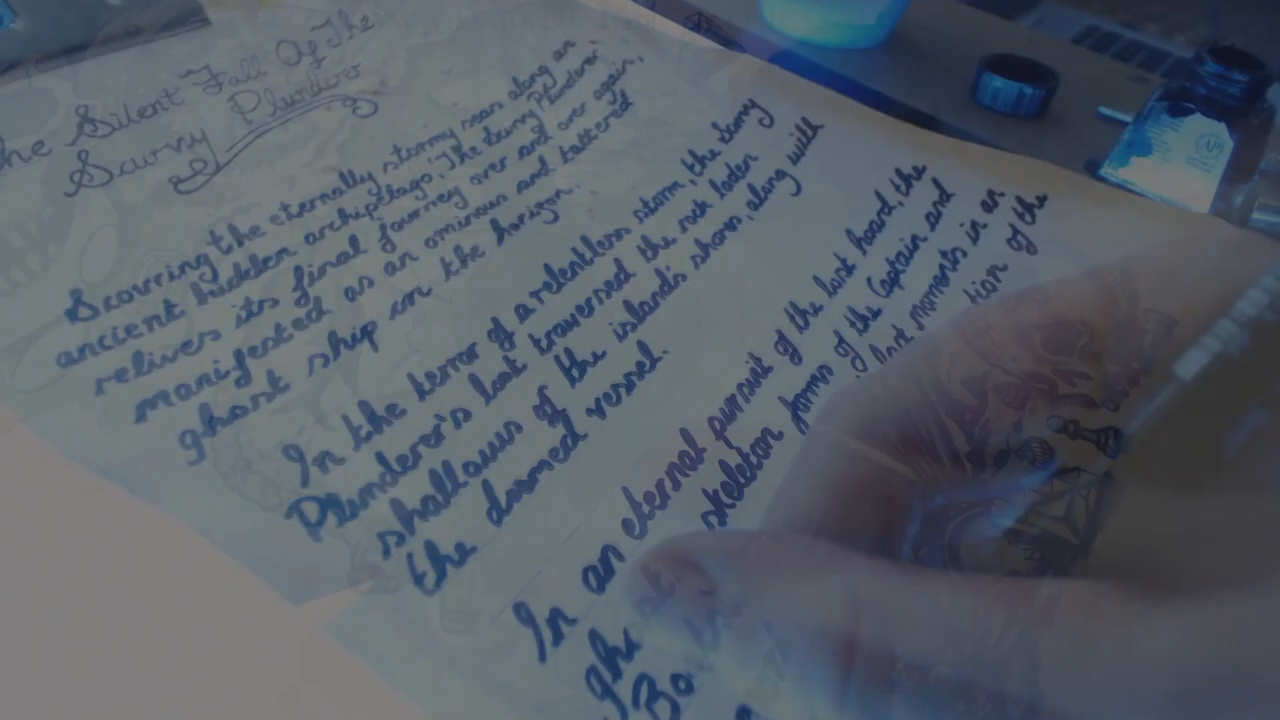 The Silent Fall Of The
Scurvy Plunderer
Scouring the eternally stormy seas along an
ancient hidden archipelago, The Scurvy Plunderer
relives its final journey over and over again,
manifested as an ominous and tattered
ghost ship on the horizon.
In the terror of a relentless storm, the Scurvy
Plunderer's last traversed the rock laden
shallows of the island's shores, along with
the doomed vessel.
In an eternal pursuit of the last hoard, the
skeleton forms of the Captain and
last moments in an
tion of the